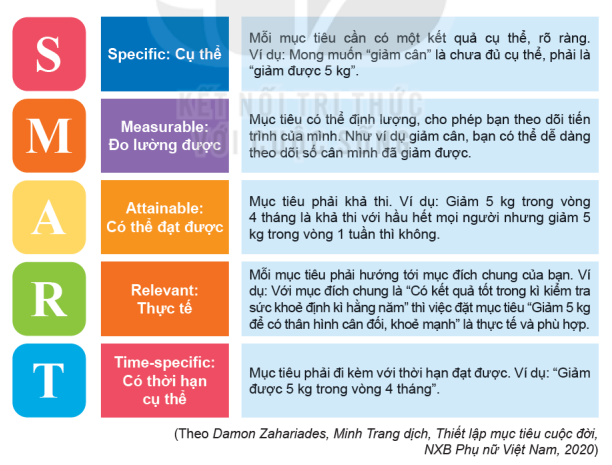 S
Specific: Cụ thể
Mỗi mục tiêu cần có một kết quả cụ thể, rõ ràng.
Ví dụ: Mong muốn “giảm cân” là chưa đủ cụ thể, phải là
“giảm được 5 kg”.
KẾT NỐI TRI THỨC
VỚI CUỘC SỐNG
M
Measurable:
Đo lường được
Mục tiêu có thể định lượng, cho phép bạn theo dõi tiến
trình của mình. Như ví dụ giảm cân, bạn có thể dễ dàng
theo dõi số cân mình đã giảm được.
A
Attainable:
Có thể đạt được
Mục tiêu phải khả thi. Ví dụ: Giảm 5 kg trong vòng
4 tháng là khả thi với hầu hết mọi người nhưng giảm 5
kg trong vòng 1 tuần thì không.
R
Relevant:
Thực tế
Mỗi mục tiêu phải hướng tới mục đích chung của bạn. Ví
dụ: Với mục đích chung là “Có kết quả tốt trong kì kiểm tra
sức khoẻ định kì hằng năm” thì việc đặt mục tiêu “Giảm 5 kg
để có thân hình cân đối, khoẻ mạnh” là thực tế và phù hợp.
T
Time-specific:
Có thời hạn
cụ thể
Mục tiêu phải đi kèm với thời hạn đạt được. Ví dụ: “Giảm
được 5 kg trong vòng 4 tháng”.
(Theo Damon Zahariades, Minh Trang dịch, Thiết lập mục tiêu cuộc đời,
NXB Phụ nữ Việt Nam, 2020)